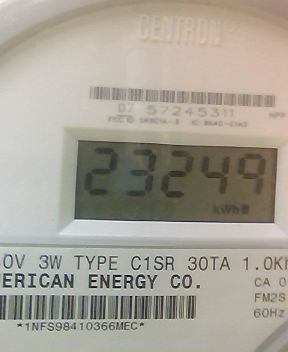 CENTRON
07 57245311
23249
kWh
0V 3W TYPE C1SR 30TA 1.0Kh
ERICAN ENERGY CO.
CA 0
FM2S
60Hz
*1NFS98410366MEC*